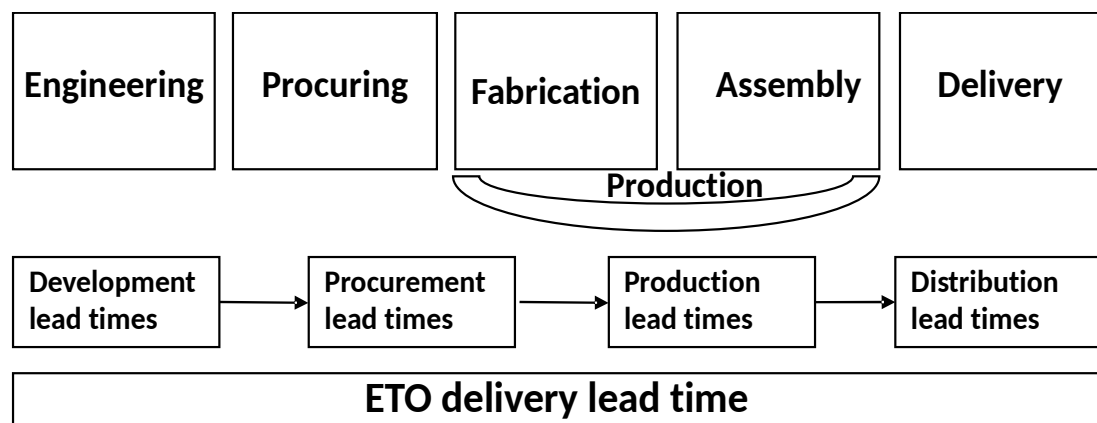 Engineering
Procuring
Fabrication
Assembly
Delivery
Production
Development
lead times
Procurement
lead times
Production
lead times
Distribution
lead times
ETO delivery lead time